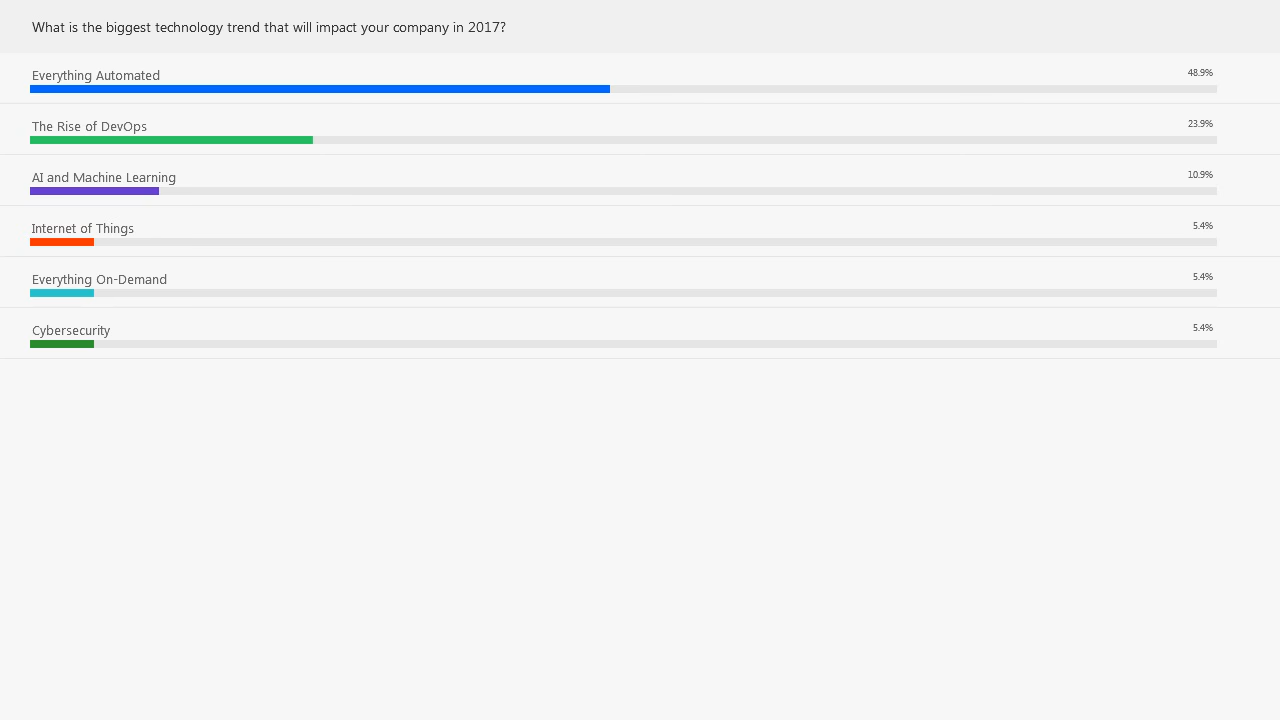 What is the biggest technology trend that will impact your company in 2017?
Everything Automated 48.9%
The Rise of DevOps 23.9%
AI and Machine Learning 10.9%
Internet of Things 5.4%
Everything On-Demand 5.4%
Cybersecurity 5.4%